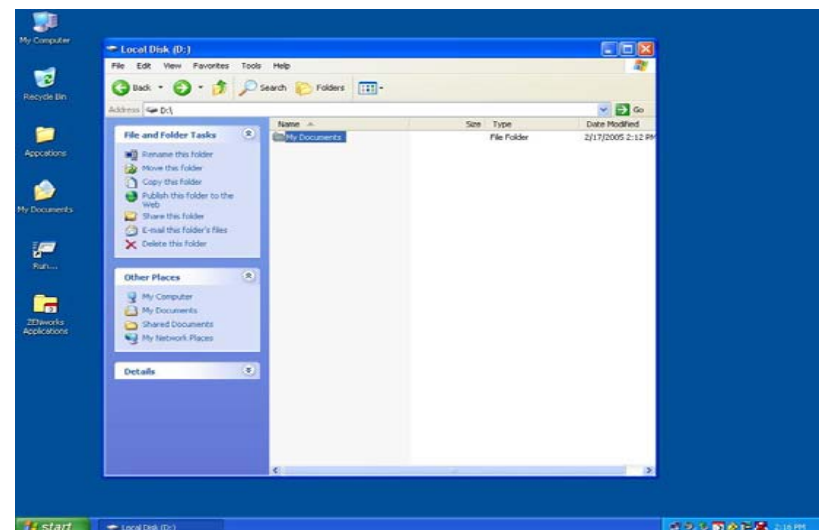 My Computer
Recycle Bin
Appcations
My Documents
Run...
ZENworks
Applications
Local Disk (D:)
File Edit View Favorites Tools Help
Back Search Folders
Address D:\ Go
File and Folder Tasks
Rename this folder
Move this folder
Copy this folder
Publish this folder to the
Web
Share this folder
E-mail this folder's files
Delete this folder
Other Places
My Computer
My Documents
Shared Documents
My Network Places
Details
Name Size Type Date Modified
My Documents File Folder 2/17/2005 2:12 PM
start Local Disk (D:) 2:16 PM